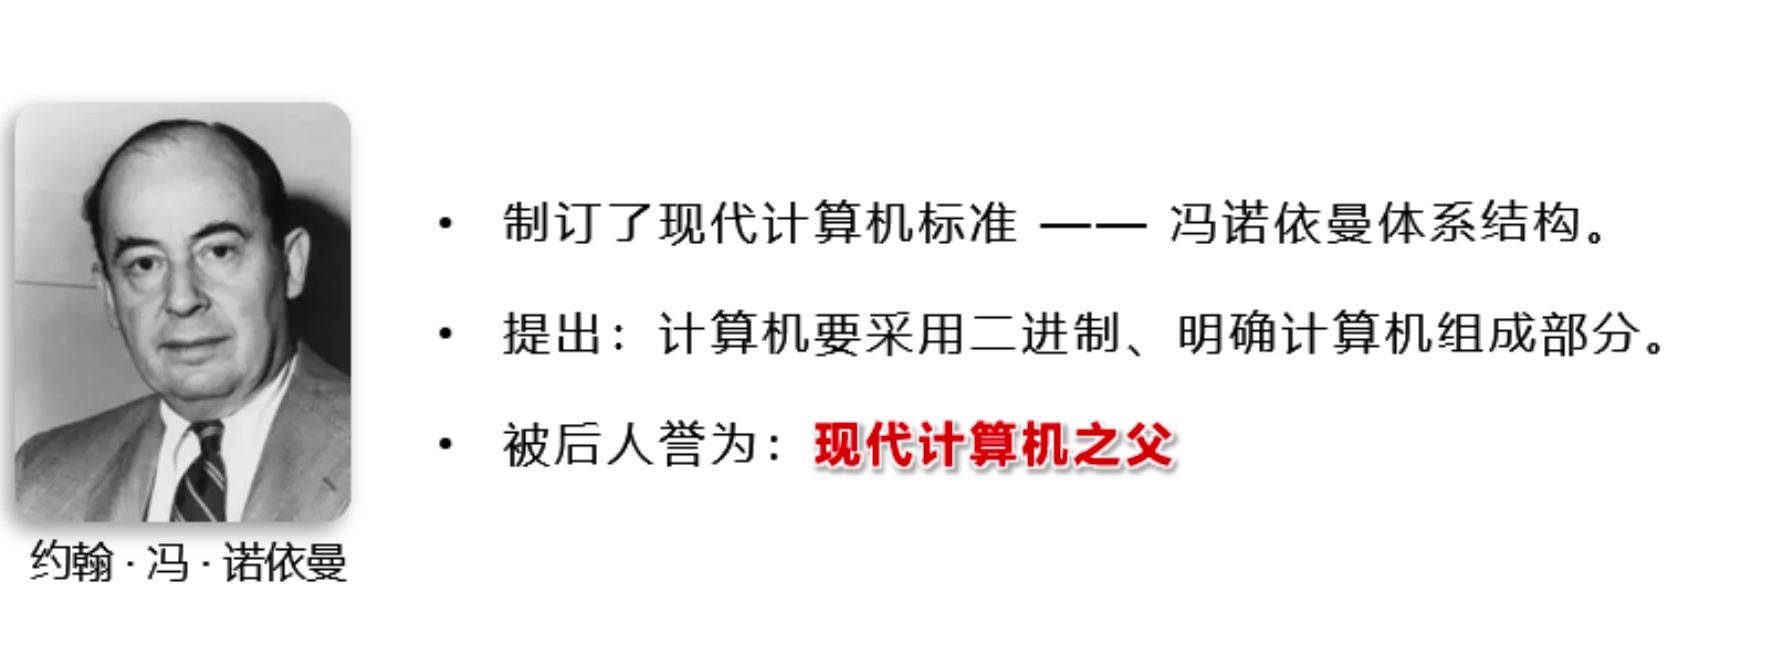 • 制订了现代计算机标准 —— 冯诺依曼体系结构。
• 提出：计算机要采用二进制、明确计算机组成部分。
• 被后人誉为：现代计算机之父
约翰 · 冯 · 诺依曼